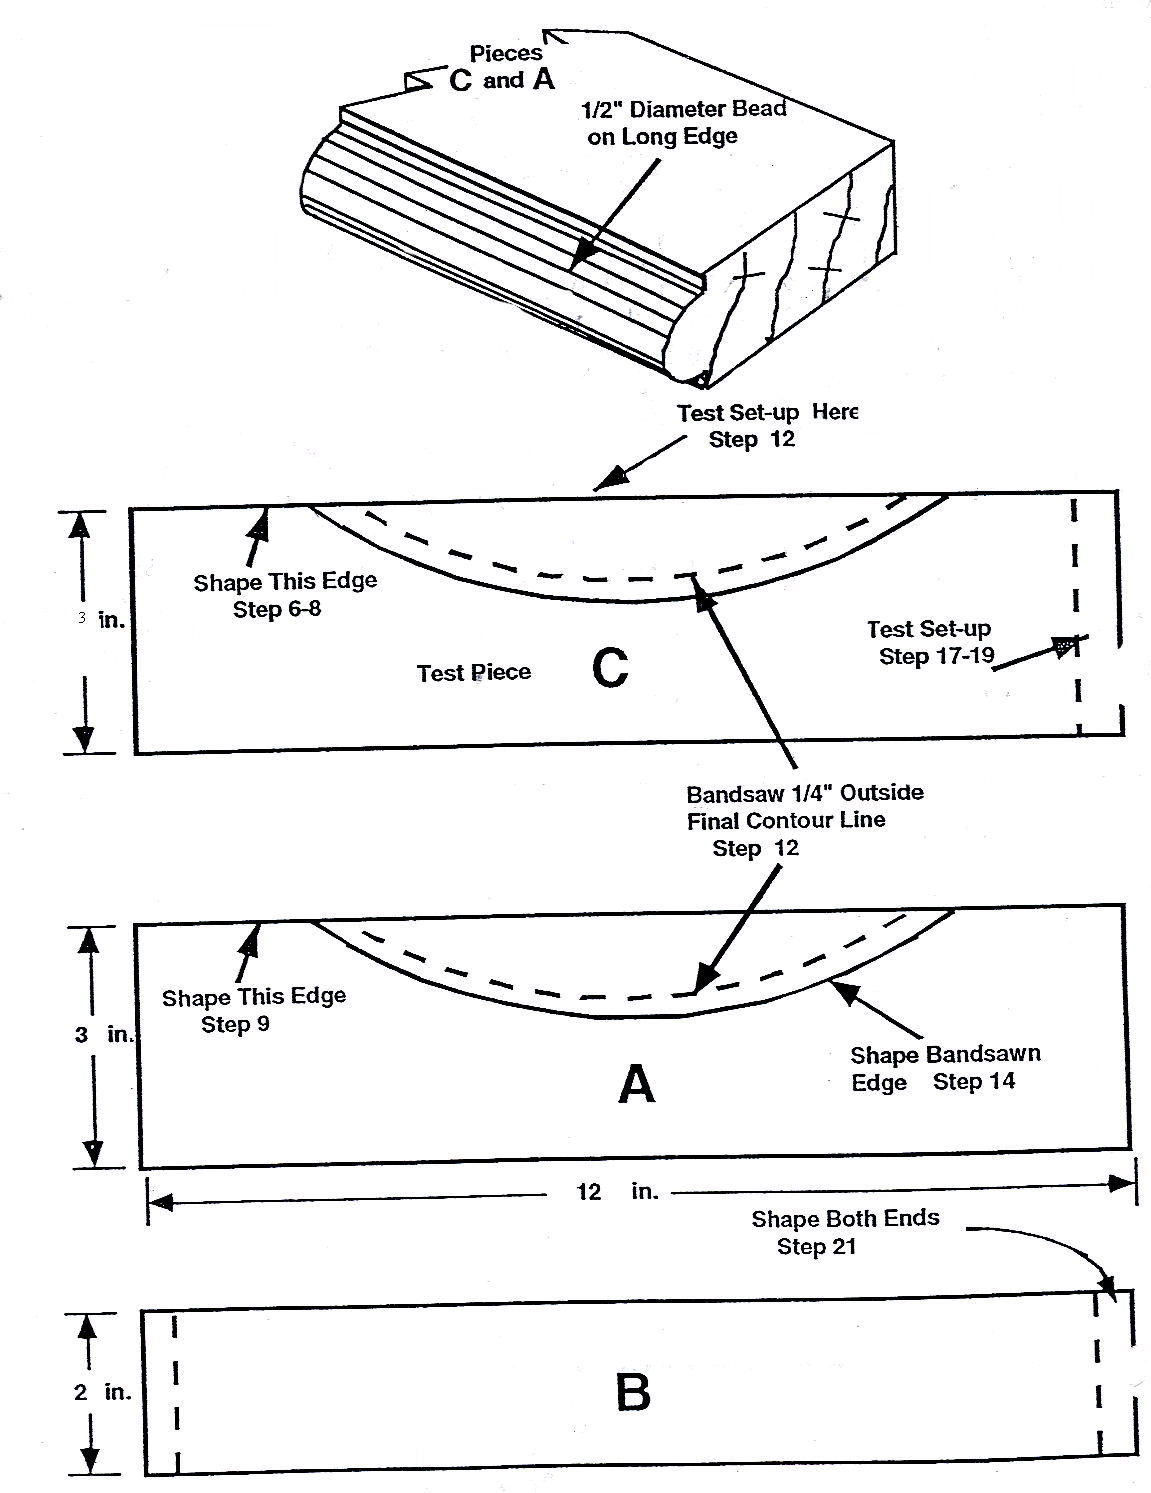 Pieces
C and A
1/2" Diameter Bead
on Long Edge
Test Set-up Here
Step 12
Shape This Edge
Step 6-8
3 in.
Test Set-up
Step 17-19
Test Piece
C
Bandsaw 1/4" Outside
Final Contour Line
Step 12
Shape This Edge
Step 9
3 in.
Shape Bandsawn
Edge Step 14
A
12 in.
Shape Both Ends
Step 21
2 in.
B